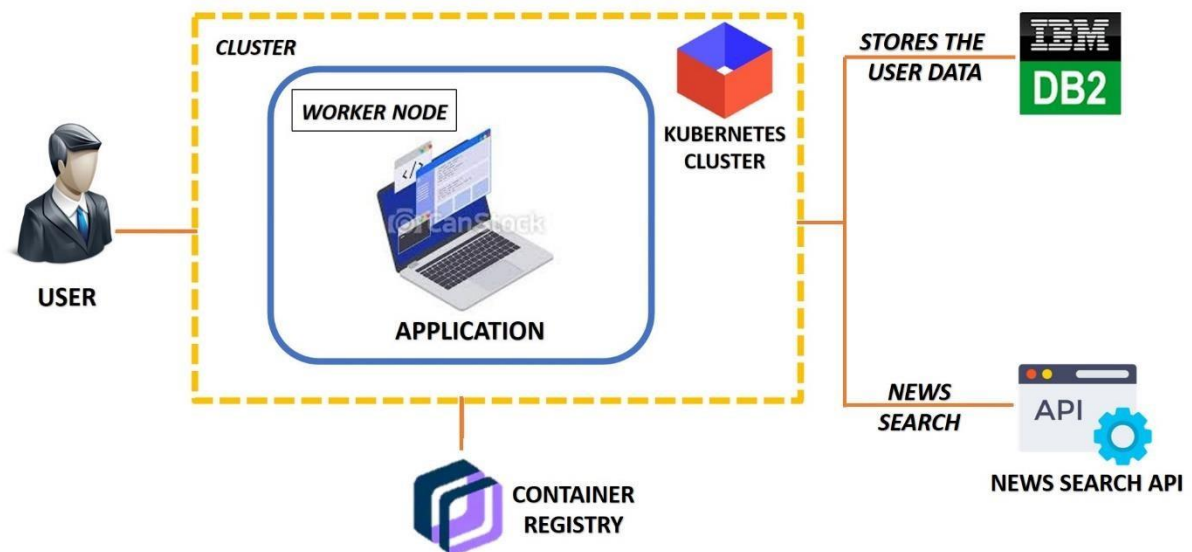 CLUSTER
WORKER NODE
</>
CanStock
APPLICATION
KUBERNETES
CLUSTER
USER
CONTAINER
REGISTRY
STORES THE
USER DATA
IBM
DB2
NEWS
SEARCH
API
NEWS SEARCH API